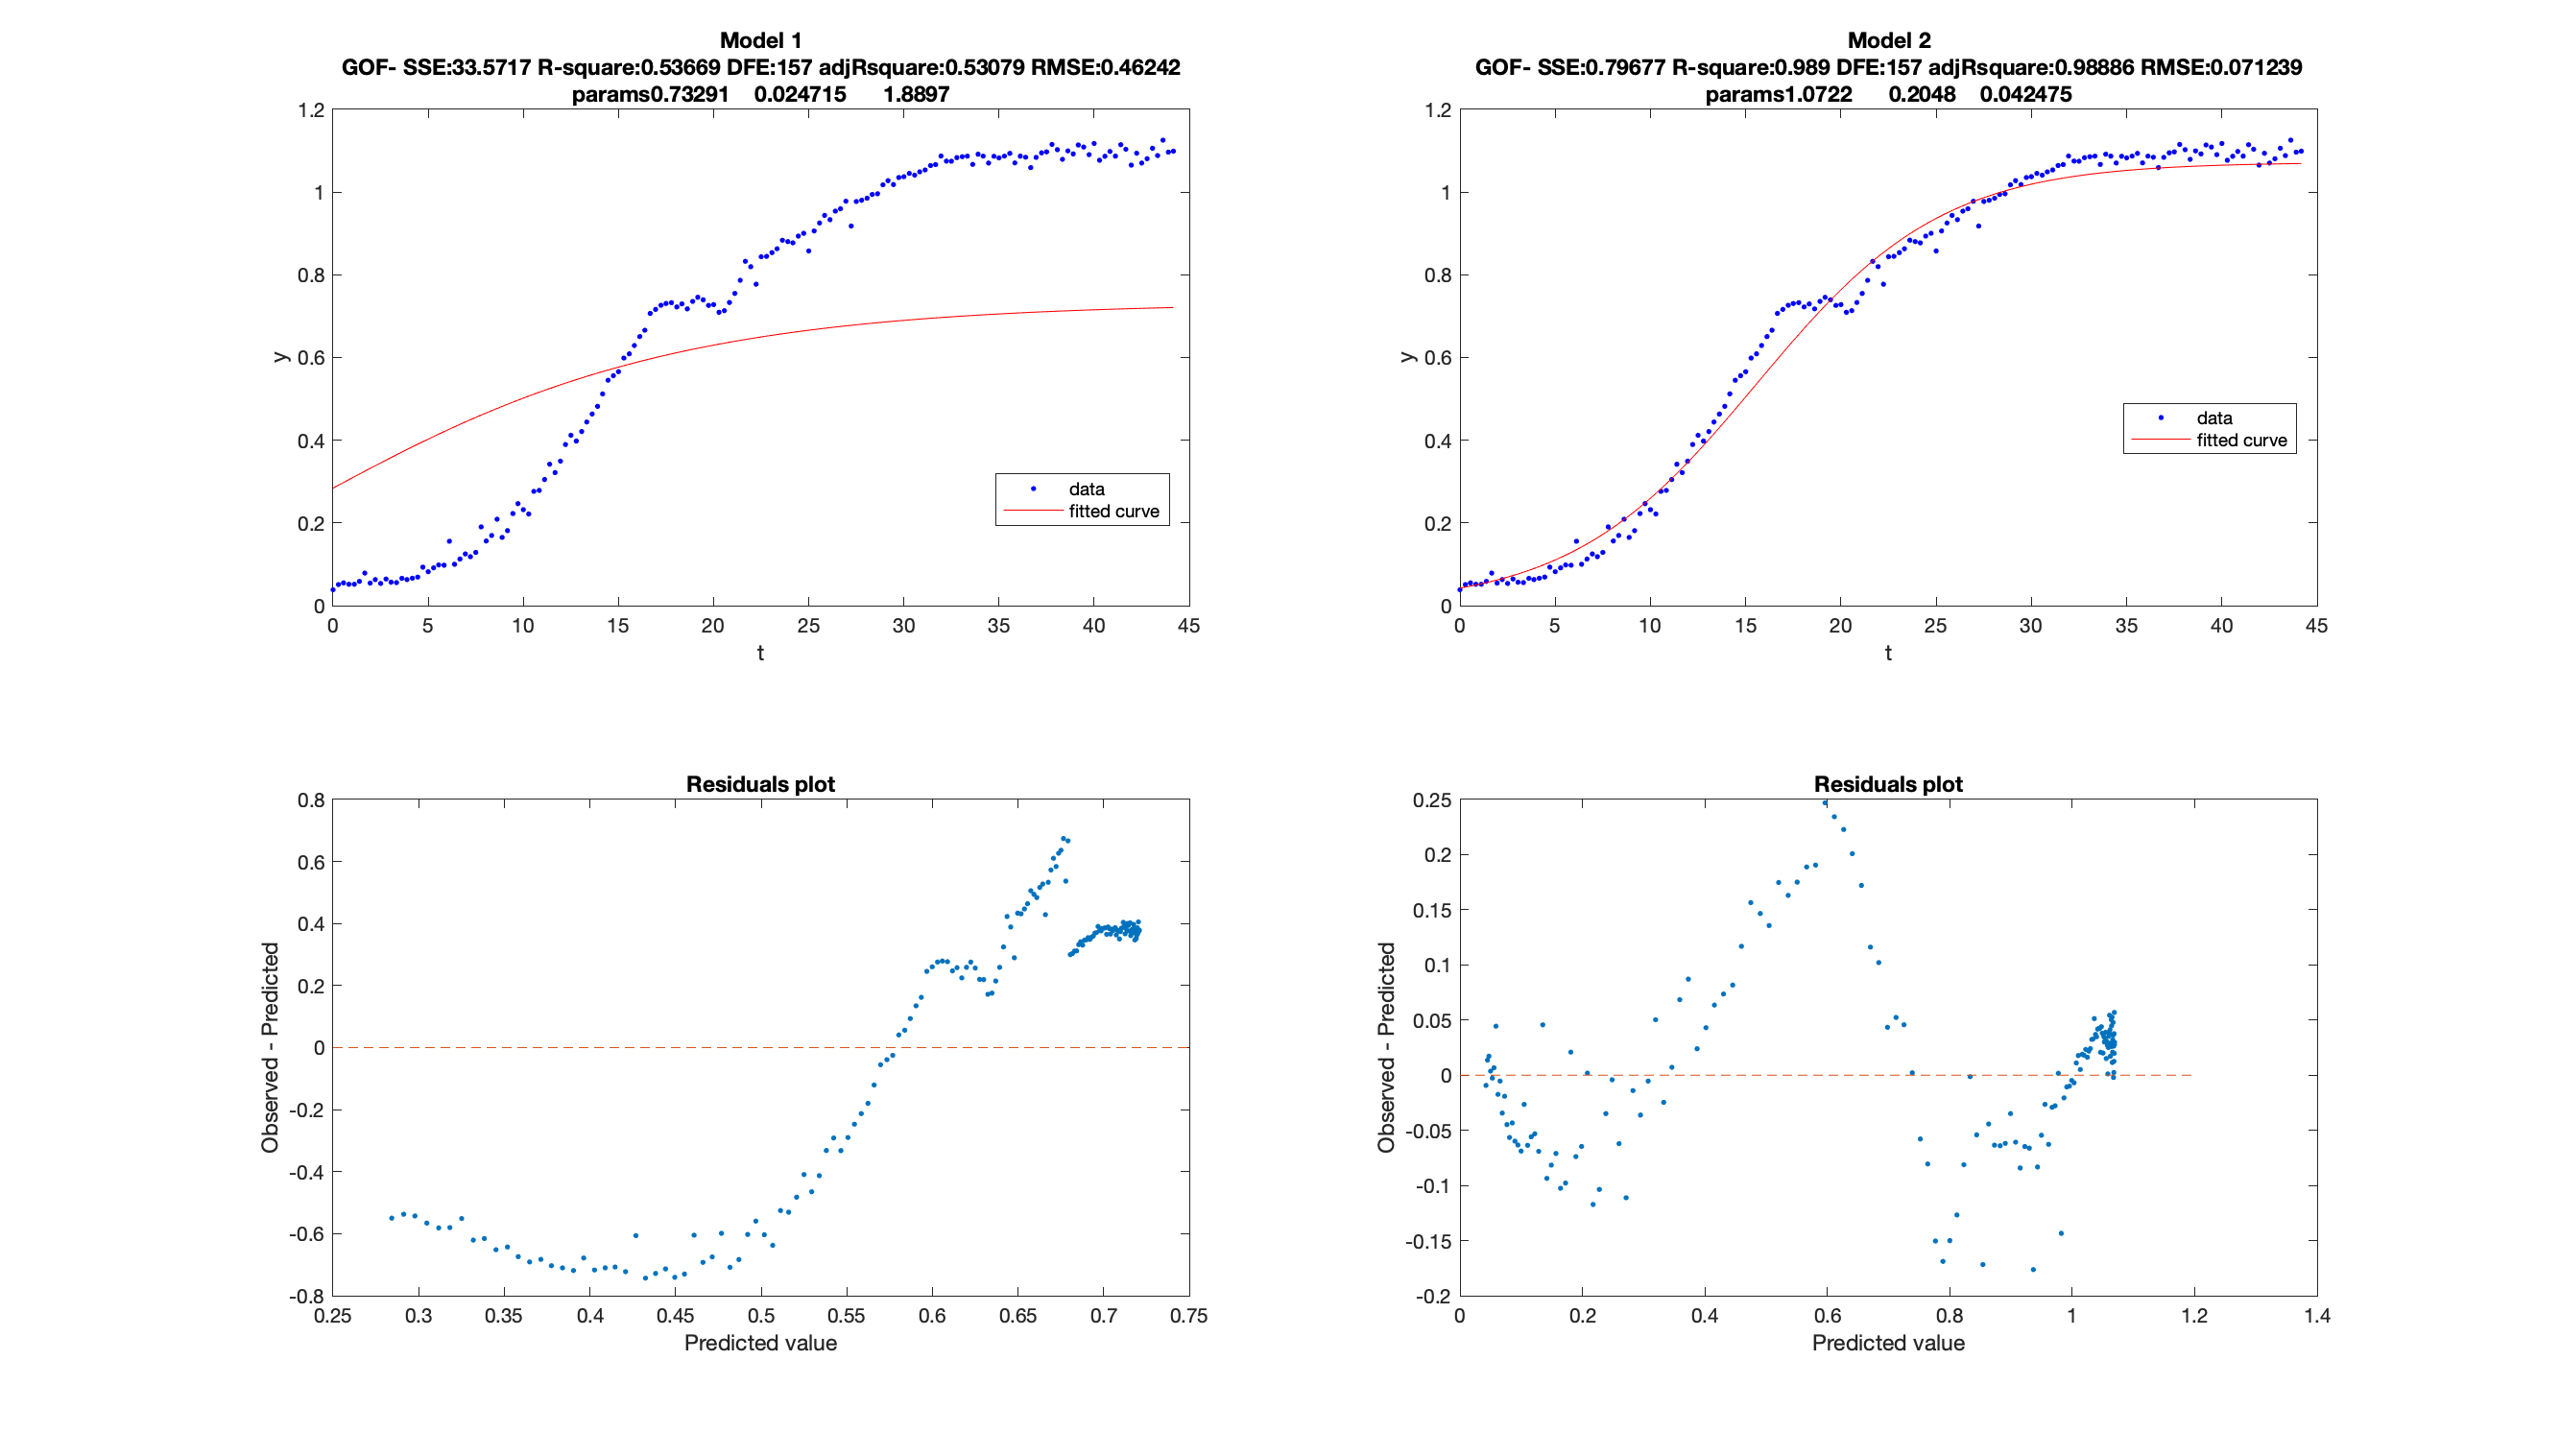 Model 1
GOF- SSE:33.5717 R-square:0.53669 DFE:157 adjRsquare:0.53079 RMSE:0.46242
params0.73291 0.024715 1.8897
1.2
1
0.8
0.6
0.4
0.2
0
y
data
fitted curve
0 5 10 15 20 25 30 35 40 45
t
Model 2
GOF- SSE:0.79677 R-square:0.989 DFE:157 adjRsquare:0.98886 RMSE:0.071239
params1.0722 0.2048 0.042475
1.2
1
0.8
0.6
0.4
0.2
0
y
data
fitted curve
0 5 10 15 20 25 30 35 40 45
t
Residuals plot
0.8
0.6
0.4
0.2
0
-0.2
-0.4
-0.6
-0.8
Observed - Predicted
0.25 0.3 0.35 0.4 0.45 0.5 0.55 0.6 0.65 0.7 0.75
Predicted value
Residuals plot
0.25
0.2
0.15
0.1
0.05
0
-0.05
-0.1
-0.15
-0.2
Observed - Predicted
0 0.2 0.4 0.6 0.8 1 1.2 1.4
Predicted value